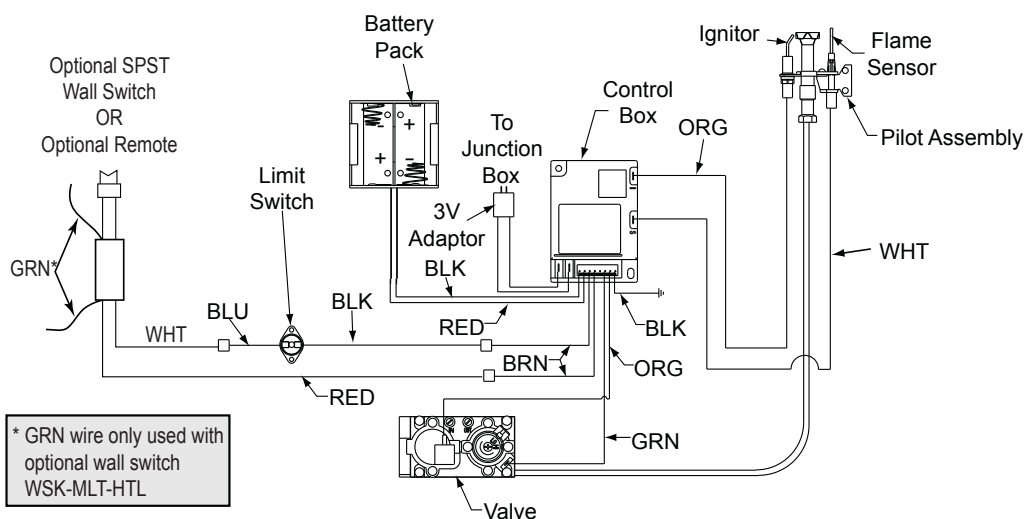 Battery
Pack
Ignitor
Flame
Sensor
Optional SPST
Wall Switch
OR
Optional Remote
Control
Box
To
Junction
Box
ORG
Pilot Assembly
Limit
Switch
3V
Adaptor
GRN*
BLK
WHT
BLU
BLK
RED
BLK
WHT
BRN
ORG
RED
* GRN wire only used with
optional wall switch
WSK-MLT-HTL
GRN
Valve
- +
+ -
I
S